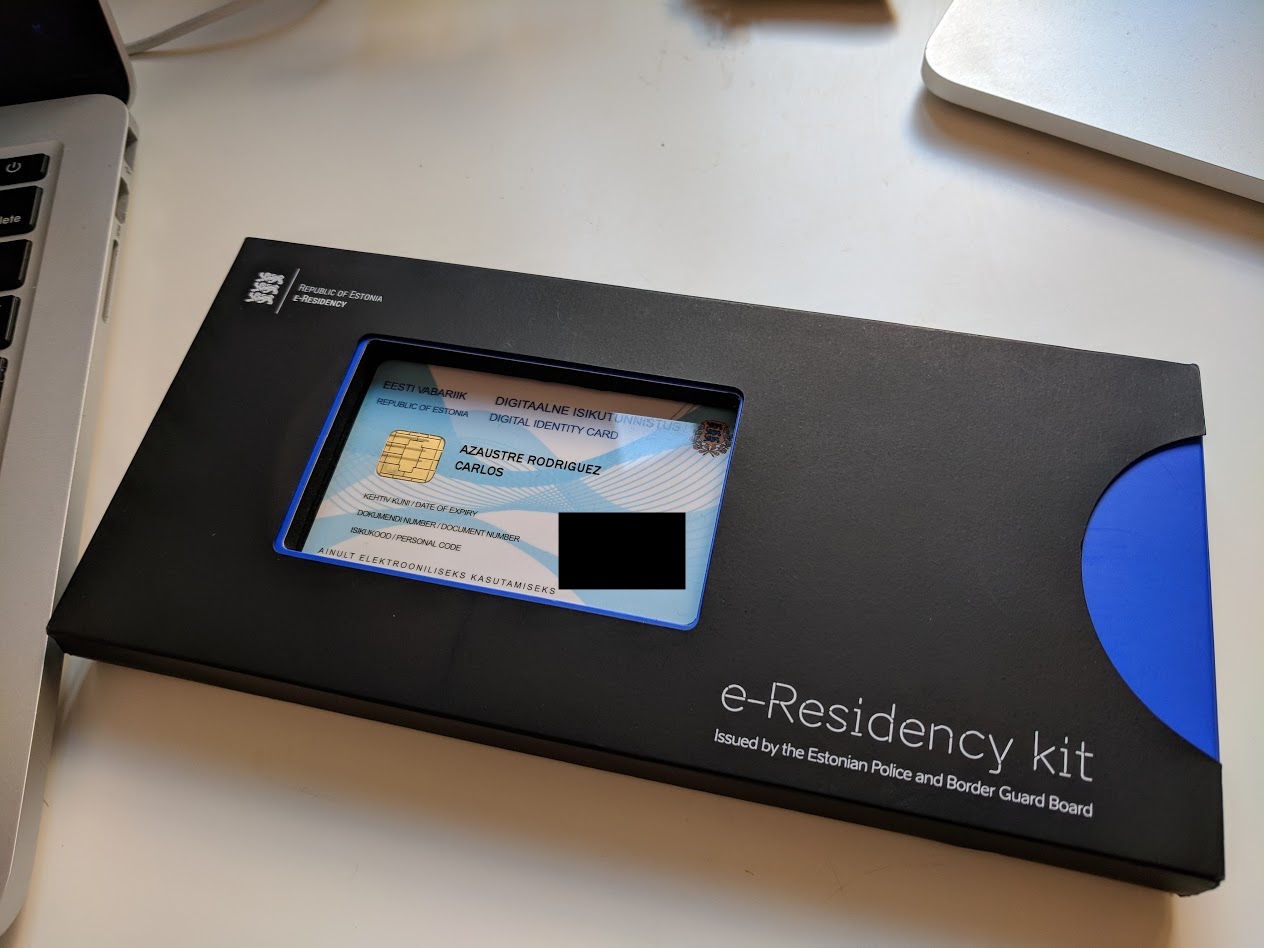 lete
REPUBLIC OF ESTONIA
E-RESIDENCY
EESTI VABARIIK
REPUBLIC OF ESTONIA
DIGITAALNE ISIKUTUNNISTUS
DIGITAL IDENTITY CARD
AZAUSTRE RODRIGUEZ
CARLOS
KEHTIV KUNI / DATE OF EXPIRY
DOKUMENDI NUMBER / DOCUMENT NUMBER
ISIKUKOOD / PERSONAL CODE
AINULT ELEKTROONILISEKS KASUTAMISEKS
e-Residency kit
Issued by the Estonian Police and Border Guard Board